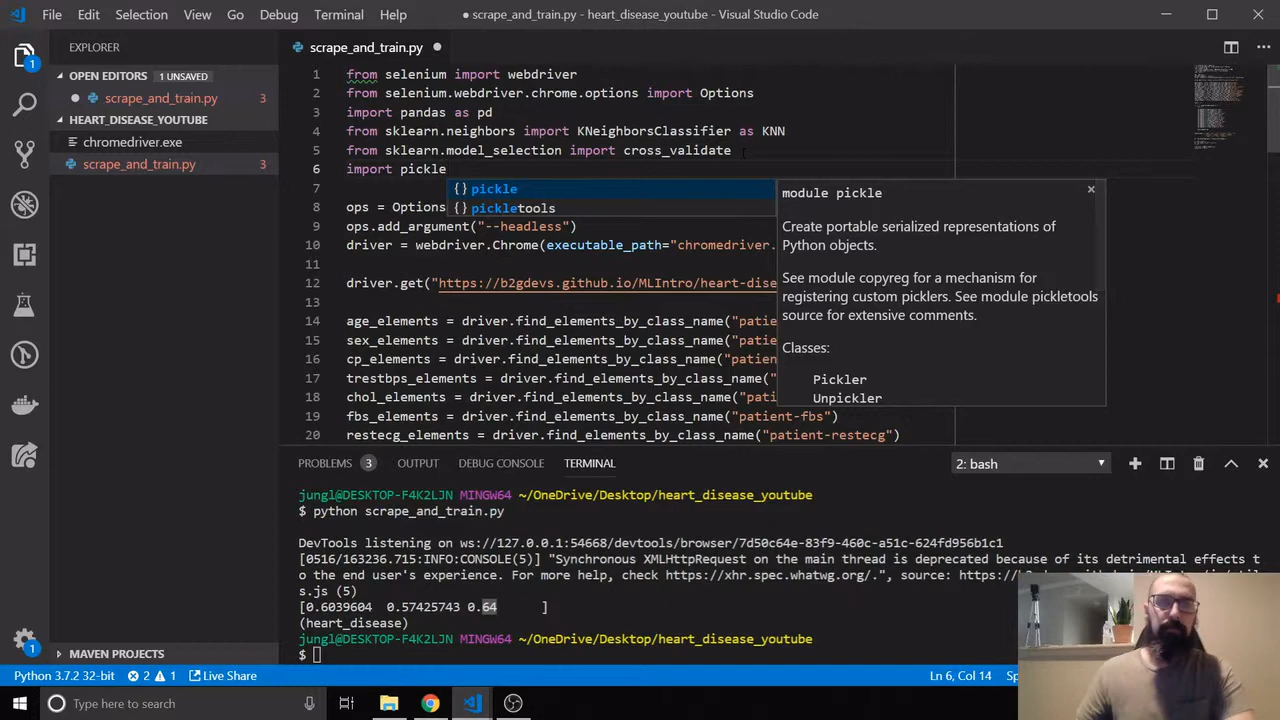 File Edit Selection View Go Debug Terminal Help ● scrape_and_train.py - heart_disease_youtube - Visual Studio Code
EXPLORER
OPEN EDITORS 1 UNSAVED
scrape_and_train.py 3
HEART_DISEASE_YOUTUBE
chromedriver.exe
scrape_and_train.py 3
MAVEN PROJECTS
scrape_and_train.py
1 from selenium import webdriver
2 from selenium.webdriver.chrome.options import Options
3 import pandas as pd
4 from sklearn.neighbors import KNeighborsClassifier as KNN
5 from sklearn.model_selection import cross_validate
6 import pickle
7
8 ops = Options
9 ops.add_argument("--headless")
10 driver = webdriver.Chrome(executable_path="chromedriver.
11
12 driver.get("https://b2gdevs.github.io/MLIntro/heart-dise
13
14 age_elements = driver.find_elements_by_class_name("patie
15 sex_elements = driver.find_elements_by_class_name("patie
16 cp_elements = driver.find_elements_by_class_name("patie
17 trestbps_elements = driver.find_elements_by_class_name("
18 chol_elements = driver.find_elements_by_class_name("pati
19 fbs_elements = driver.find_elements_by_class_name("patient-fbs")
20 restecg_elements = driver.find_elements_by_class_name("patient-restecg")
{} pickle
{} pickletools
module pickle
Create portable serialized representations of
Python objects.
See module copyreg for a mechanism for
registering custom picklers. See module pickletools
source for extensive comments.
Classes:
Pickler
Unpickler
PROBLEMS 3 OUTPUT DEBUG CONSOLE TERMINAL 2: bash
jungl@DESKTOP-F4K2LJN MINGW64 ~/OneDrive/Desktop/heart_disease_youtube
$ python scrape_and_train.py
DevTools listening on ws://127.0.0.1:54668/devtools/browser/7d50c64e-83f9-460c-a51c-624fd956b1c1
[0516/163236.715:INFO:CONSOLE(5)] "Synchronous XMLHttpRequest on the main thread is deprecated because of its detrimental effects t
o the end user's experience. For more help, check https://xhr.spec.whatwg.org/.", source: https://
s.js (5)
[0.6039604 0.57425743 0.64 ]
(heart_disease)
jungl@DESKTOP-F4K2LJN MINGW64 ~/OneDrive/Desktop/heart_disease_youtube
$
Python 3.7.2 32-bit 2 1 Live Share Ln 6, Col 14
Type here to search